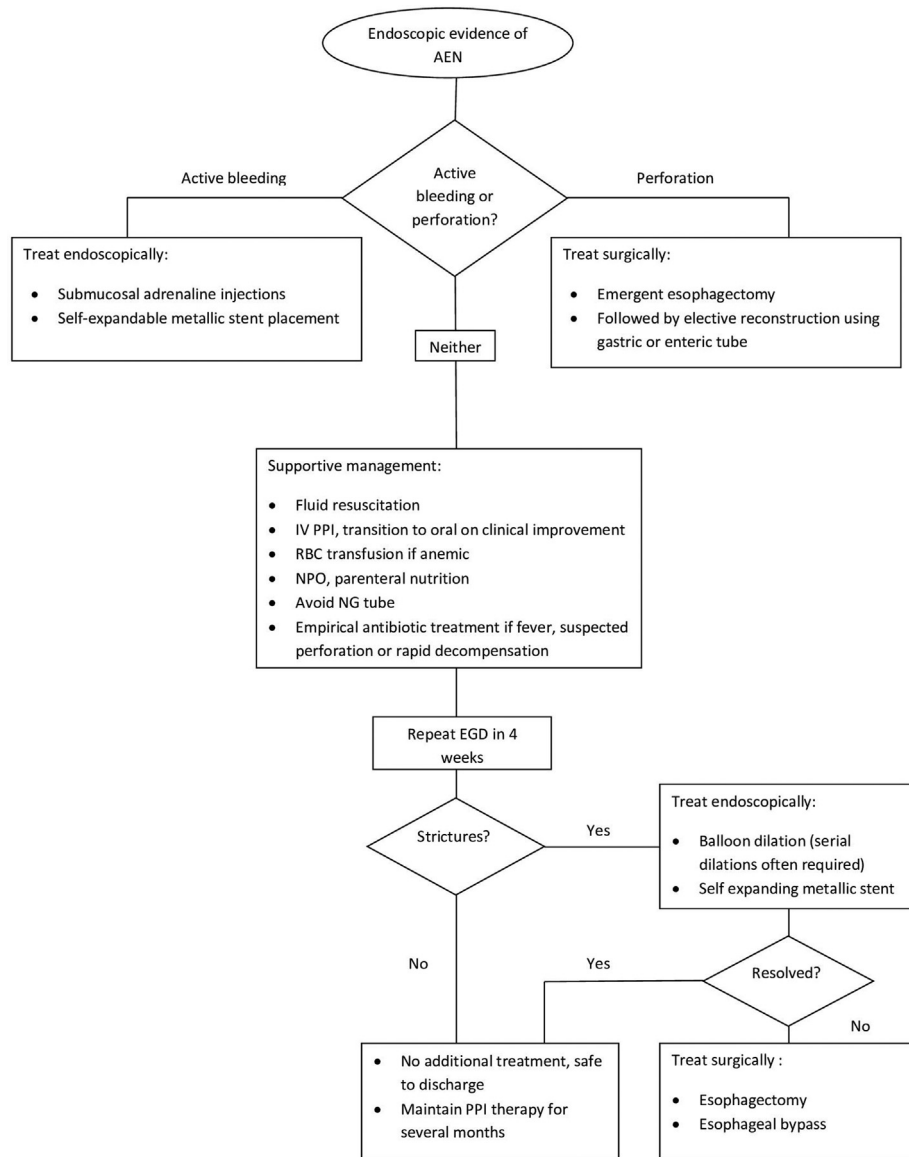 Endoscopic evidence of
AEN
Active bleeding
Active
bleeding or
perforation?
Perforation
Treat endoscopically:
• Submucosal adrenaline injections
• Self-expandable metallic stent placement
Treat surgically:
• Emergent esophagectomy
• Followed by elective reconstruction using
gastric or enteric tube
Neither
Supportive management:
• Fluid resuscitation
• IV PPI, transition to oral on clinical improvement
• RBC transfusion if anemic
• NPO, parenteral nutrition
• Avoid NG tube
• Empirical antibiotic treatment if fever, suspected
perforation or rapid decompensation
Repeat EGD in 4
weeks
Strictures?
Yes
Treat endoscopically:
• Balloon dilation (serial
dilations often required)
• Self expanding metallic stent
No
Yes
Resolved?
No
• No additional treatment, safe
to discharge
• Maintain PPI therapy for
several months
Treat surgically :
• Esophagectomy
• Esophageal bypass